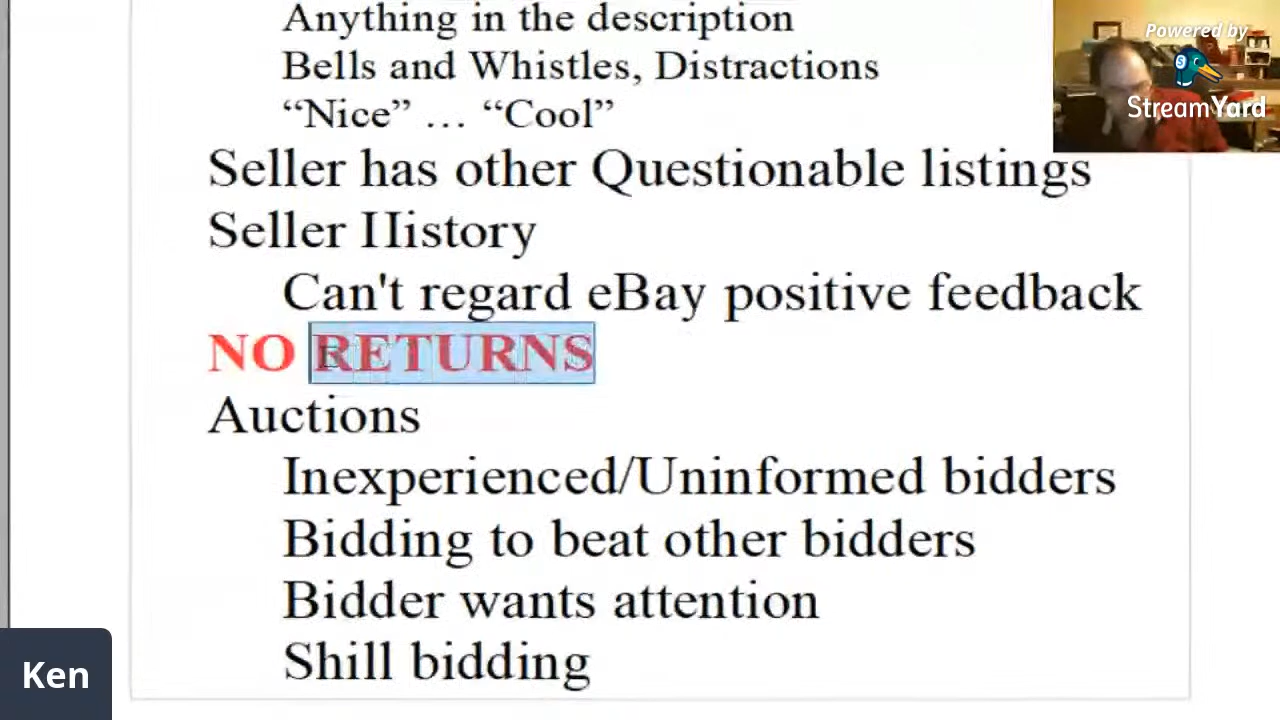 Anything in the description
Bells and Whistles, Distractions
“Nice” … “Cool”
Seller has other Questionable listings
Seller History
Can't regard eBay positive feedback
NO RETURNS
Auctions
Inexperienced/Uninformed bidders
Bidding to beat other bidders
Bidder wants attention
Shill bidding
Powered by
StreamYard
Ken